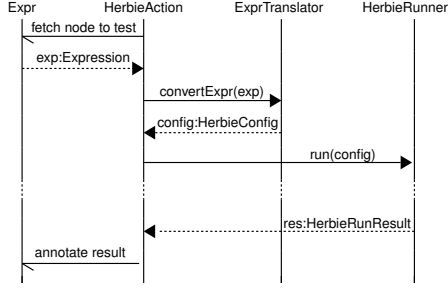 Expr HerbieAction ExprTranslator HerbieRunner
fetch node to test
exp:Expression
convertExpr(exp)
config:HerbieConfig
run(config)
res:HerbieRunResult
annotate result